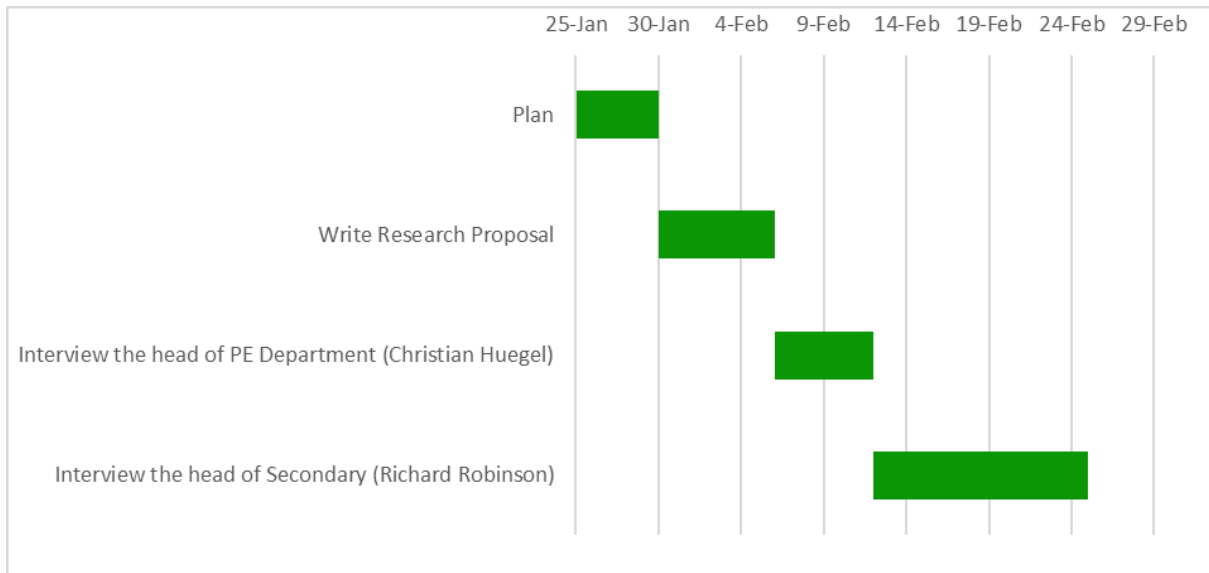 25-Jan 30-Jan 4-Feb 9-Feb 14-Feb 19-Feb 24-Feb 29-Feb
Plan
Write Research Proposal
Interview the head of PE Department (Christian Huegel)
Interview the head of Secondary (Richard Robinson)